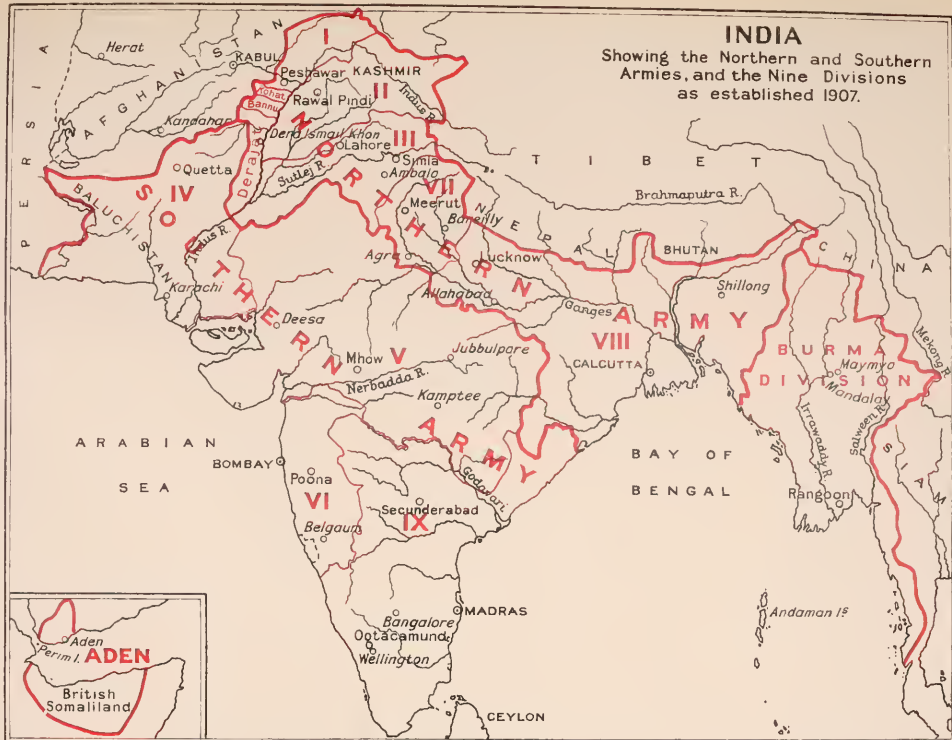 INDIA
Showing the Northern and Southern
Armies, and the Nine Divisions
as established 1907.
PERSIA
Herat
AFGHANISTAN
KABUL
I
Peshawar
KASHMIR
Kohat
Bannu
Rawal Pindi
II
Indus R.
Kandahar
Derajat
Dera Ismail Khan
III
Lahore
Simla
Ambala
Sutlej R.
Quetta
IV
BALUCHISTAN
Indus R.
Karachi
VII
Meerut
Bareilly
NEPAL
TIBET
Brahmaputra R.
BHUTAN
CHINA
Lucknow
Agra
Allahabad
Ganges
Shillong
NORTHERN
ARMY
VIII
CALCUTTA
SOUTHERN
ARMY
Deesa
Mhow
V
Jubbulpore
Nerbadda R.
Kamptee
BURMA
DIVISION
Maymyo
Mandalay
Mekong R.
Irrawaddy R.
Salween R.
SIAM
Rangoon
ARABIAN
SEA
BOMBAY
Poona
VI
Belgaum
Godavari
Secunderabad
IX
BAY OF
BENGAL
MADRAS
Bangalore
Ootacamund
Wellington
Andaman Is
CEYLON
Aden
Perim I.
ADEN
British
Somaliland